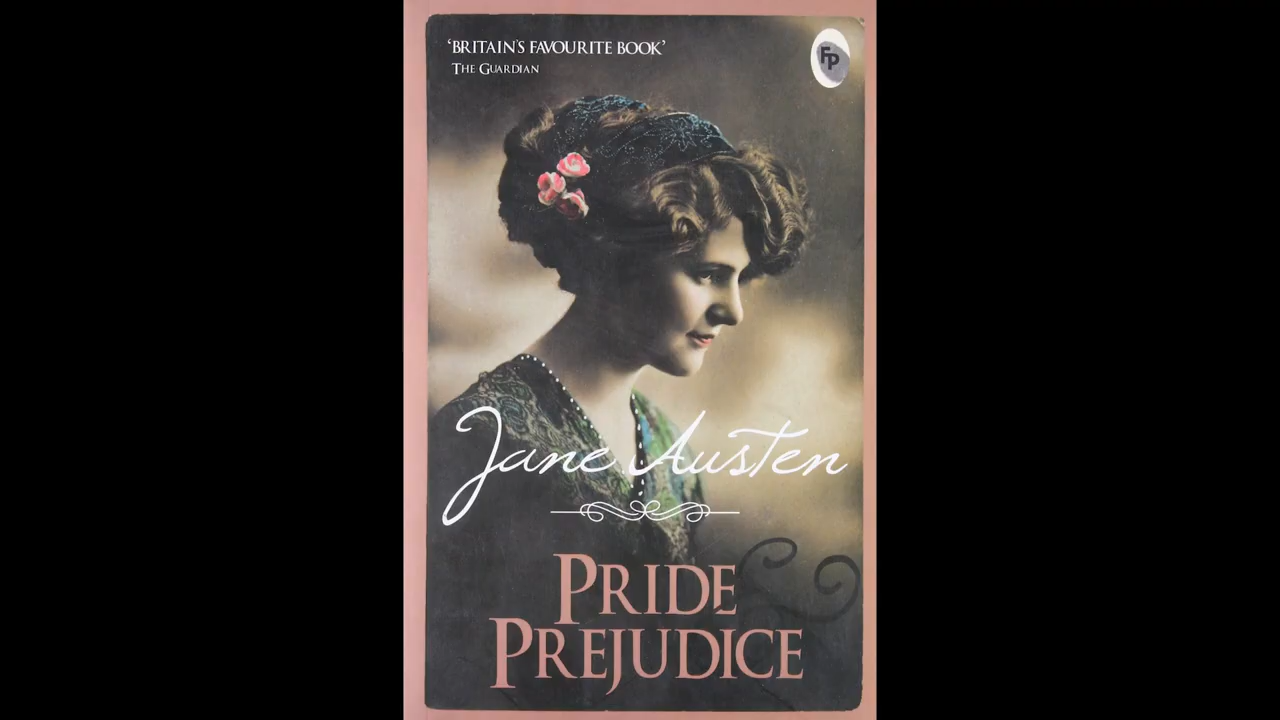 ‘BRITAIN'S FAVOURITE BOOK’
THE GUARDIAN
FP
Jane Austen
PRIDE &
PREJUDICE